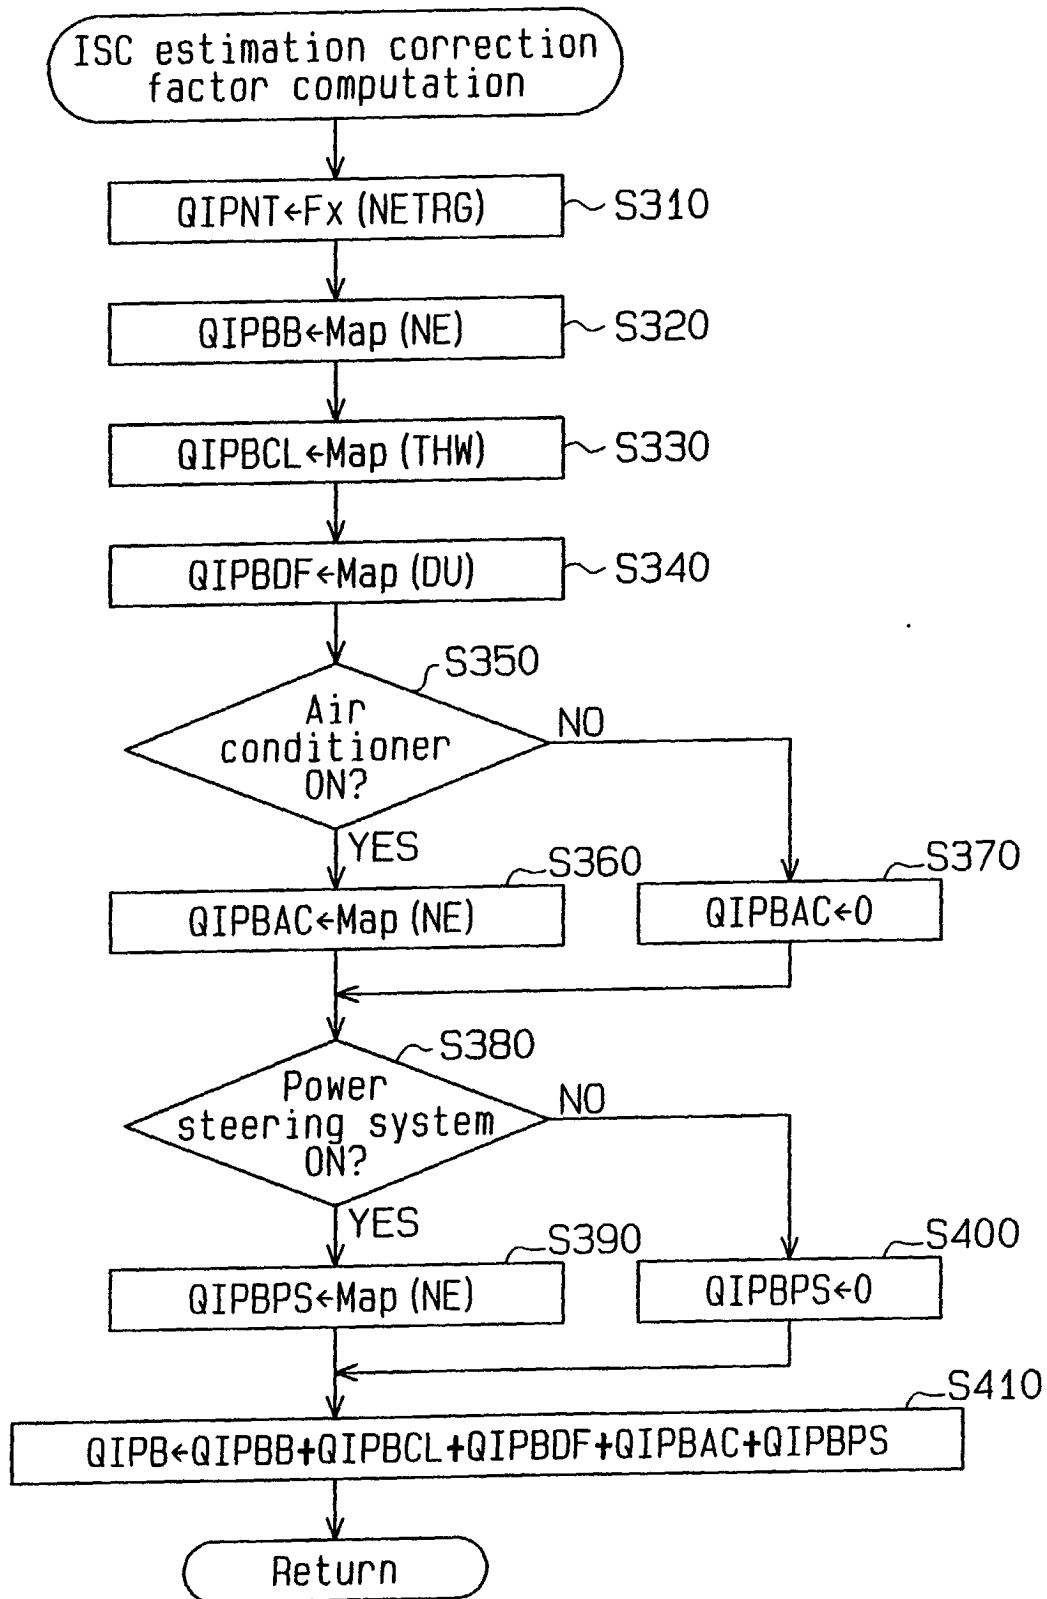 ISC estimation correction
factor computation
QIPNT←Fx (NETRG)
S310
QIPBB←Map (NE)
S320
QIPBCL←Map (THW)
S330
QIPBDF←Map (DU)
S340
S350
Air
conditioner
ON?
NO
YES
S360
QIPBAC←Map (NE)
S370
QIPBAC←0
S380
Power
steering system
ON?
NO
YES
S390
QIPBPS←Map (NE)
S400
QIPBPS←0
S410
QIPB←QIPBB+QIPBCL+QIPBDF+QIPBAC+QIPBPS
Return